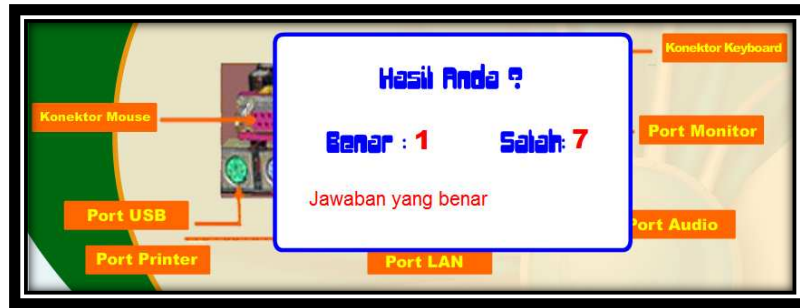 Konektor Keyboard
Hasil Anda ?
Konektor Mouse
Benar : 1 Salah: 7
Port Monitor
Jawaban yang benar
Port USB
Port Audio
Port Printer
Port LAN